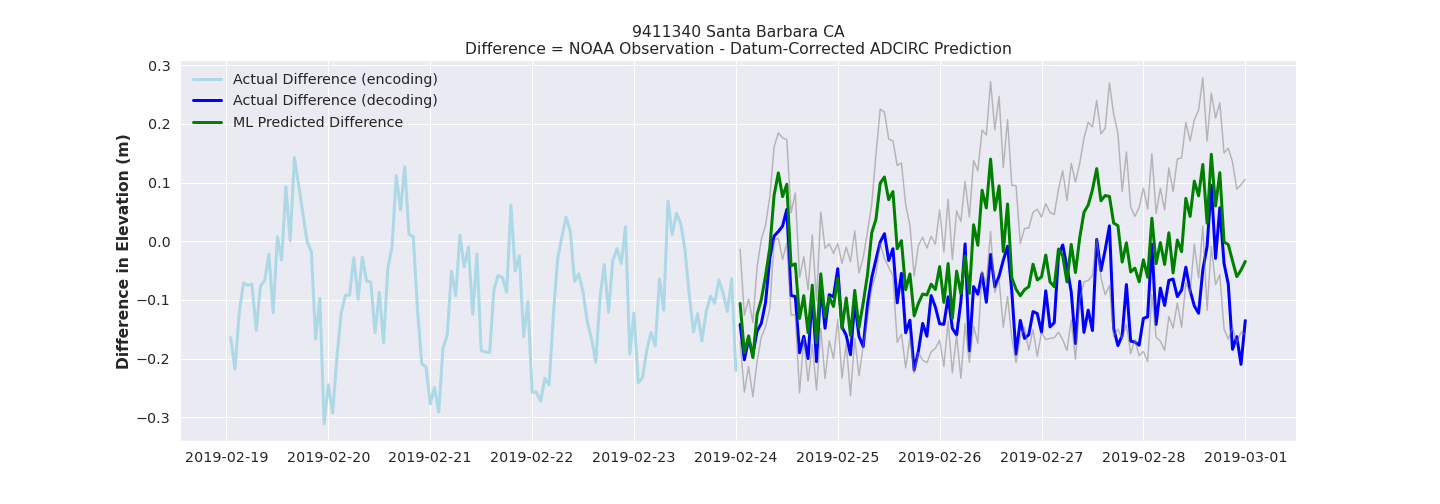 9411340 Santa Barbara CA
Difference = NOAA Observation - Datum-Corrected ADCIRC Prediction
Actual Difference (encoding)
Actual Difference (decoding)
ML Predicted Difference
Difference in Elevation (m)
0.3
0.2
0.1
0.0
−0.1
−0.2
−0.3
2019-02-19 2019-02-20 2019-02-21 2019-02-22 2019-02-23 2019-02-24 2019-02-25 2019-02-26 2019-02-27 2019-02-28 2019-03-01